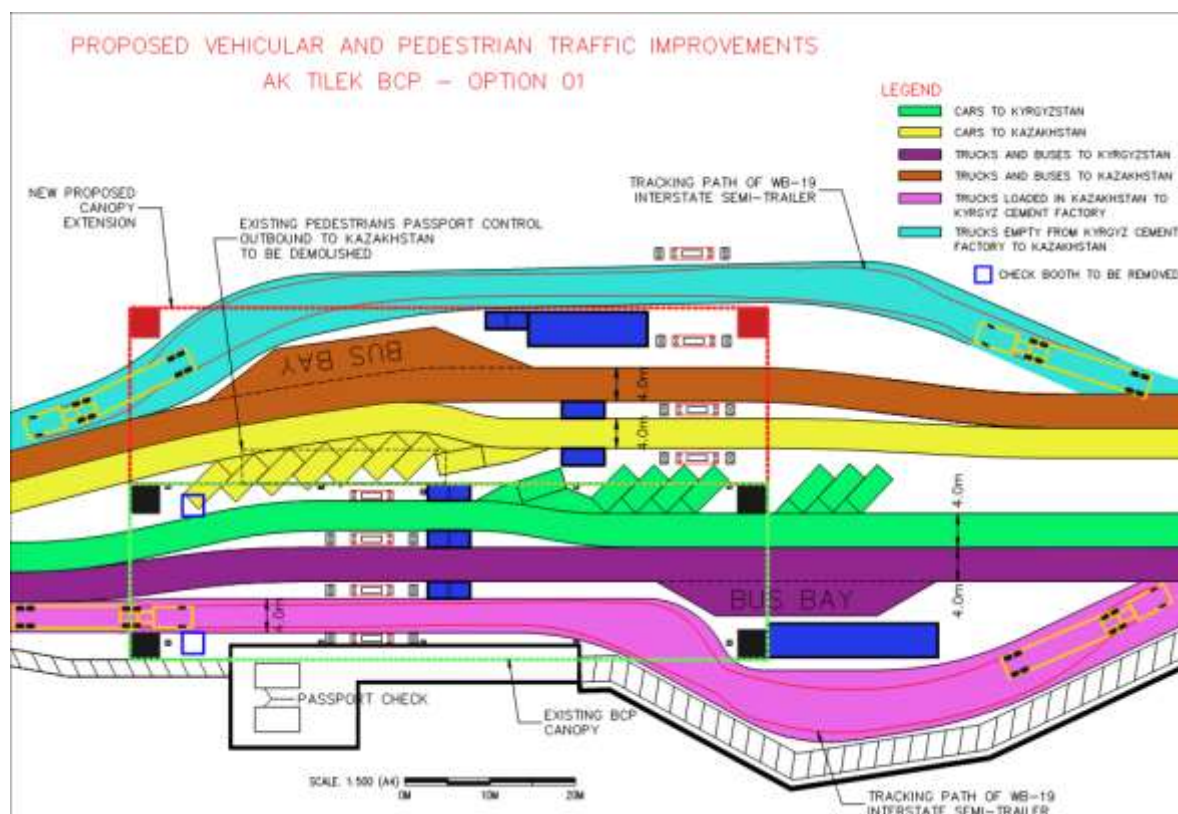 PROPOSED VEHICULAR AND PEDESTRIAN TRAFFIC IMPROVEMENTS
AK TILEK BCP - OPTION 01
LEGEND
CARS TO KYRGYZSTAN
CARS TO KAZAKHSTAN
TRUCKS AND BUSES TO KYRGYZSTAN
TRUCKS AND BUSES TO KAZAKHSTAN
TRUCKS LOADED IN KAZAKHSTAN TO
KYRGYZ CEMENT FACTORY
TRUCKS EMPTY FROM KYRGYZ CEMENT
FACTORY TO KAZAKHSTAN
CHECK BOOTH TO BE REMOVED
NEW PROPOSED
CANOPY
EXTENSION
EXISTING PEDESTRIANS PASSPORT CONTROL
OUTBOUND TO KAZAKHSTAN
TO BE DEMOLISHED
TRACKING PATH OF WB-19
INTERSTATE SEMI-TRAILER
BUS BAY
4.0m
4.0m
4.0m
4.0m
4.0m
BUS BAY
PASSPORT CHECK
EXISTING BCP
CANOPY
SCALE. 1:500 (A4)
0M 10M 20M
TRACKING PATH OF WB-19
INTERSTATE SEMI-TRAILER